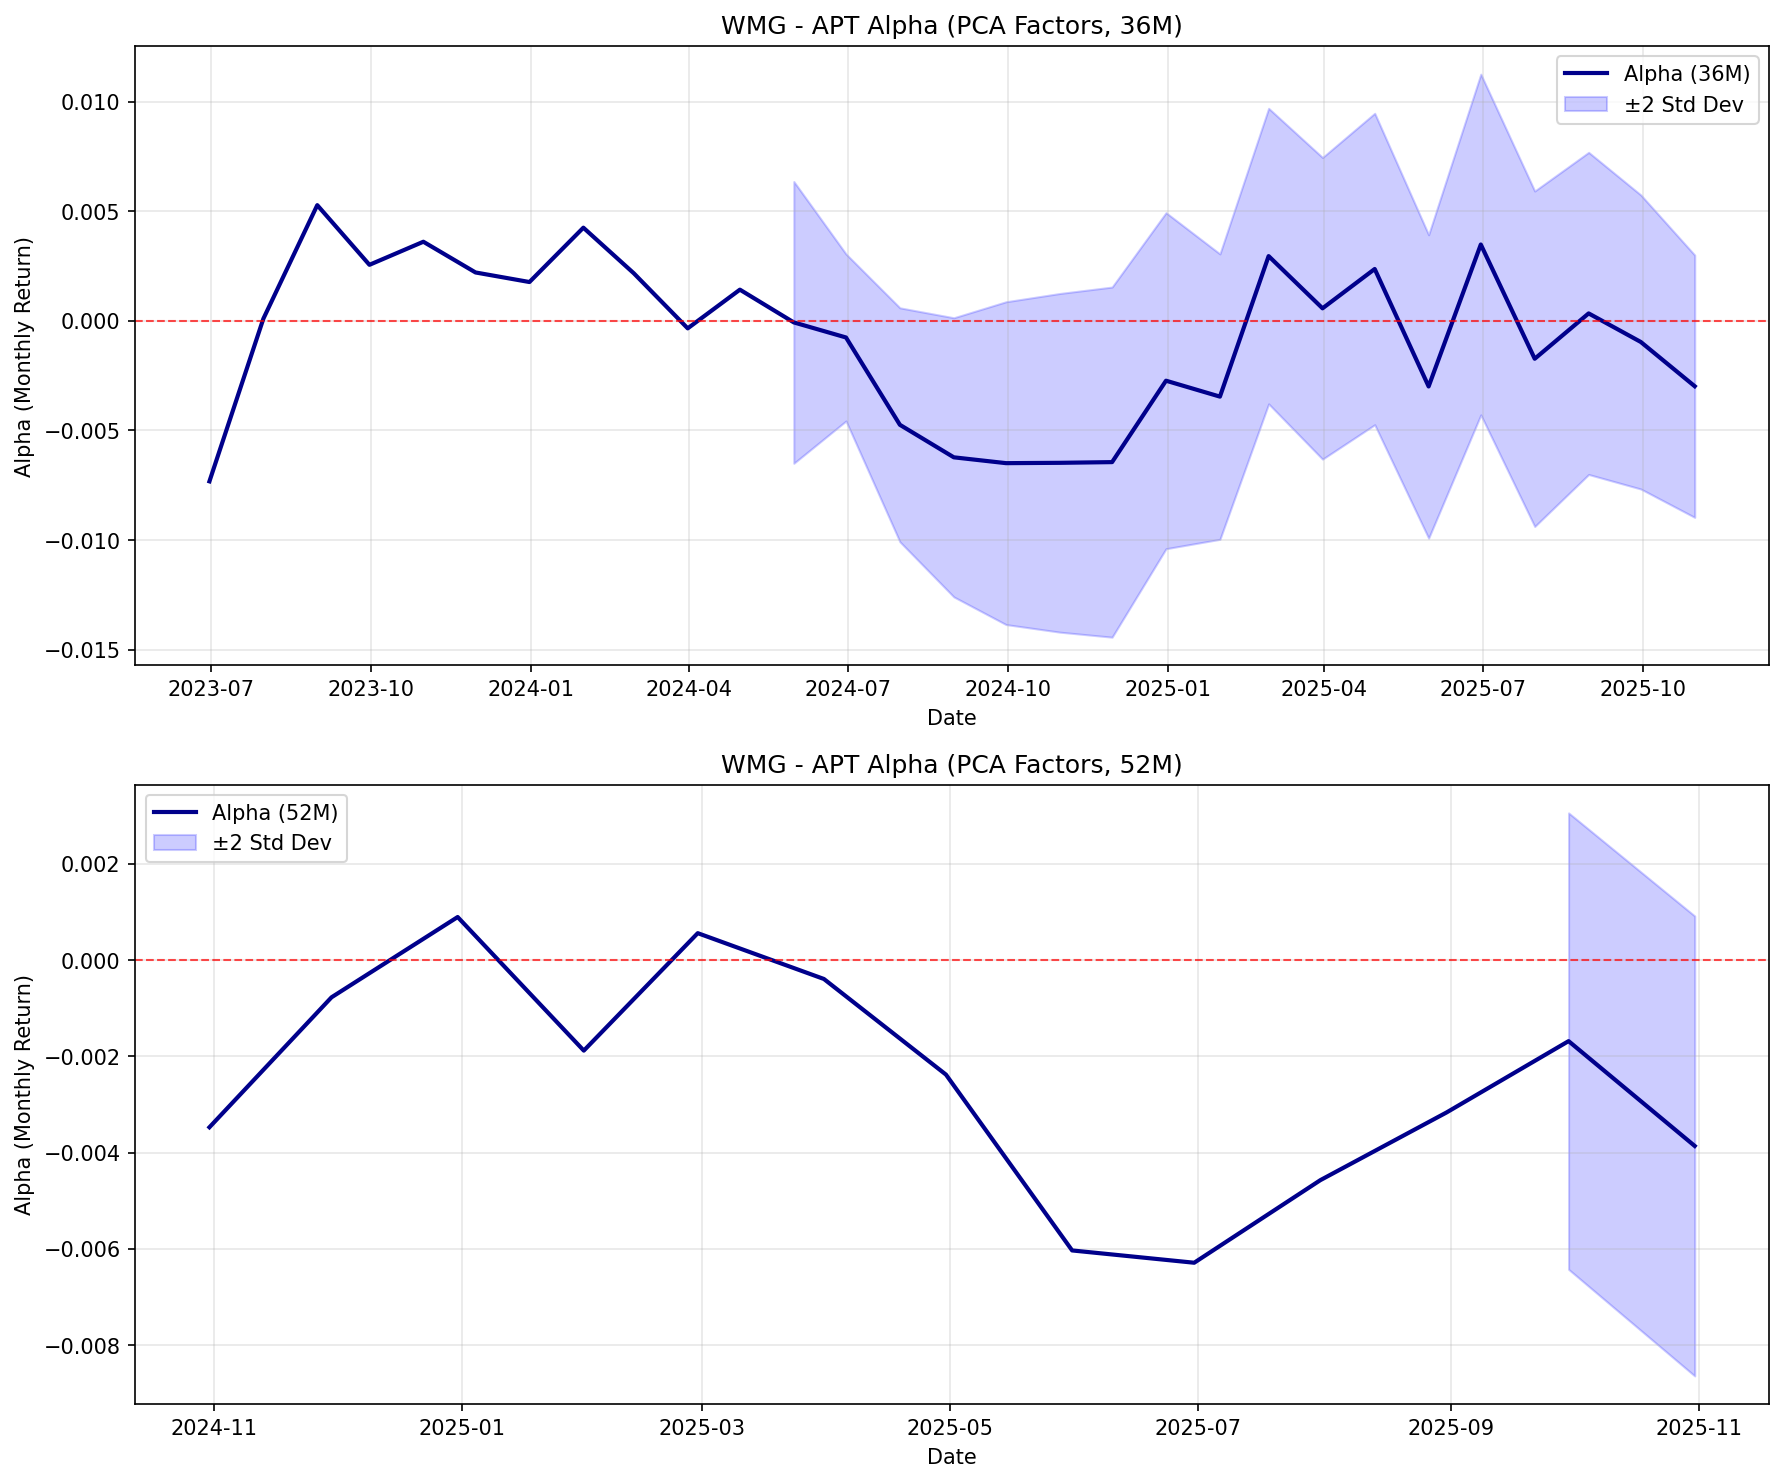 WMG - APT Alpha (PCA Factors, 36M)
Alpha (36M)
±2 Std Dev
Alpha (Monthly Return)
0.010
0.005
0.000
−0.005
−0.010
−0.015
2023-07 2023-10 2024-01 2024-04 2024-07 2024-10 2025-01 2025-04 2025-07 2025-10
Date
WMG - APT Alpha (PCA Factors, 52M)
Alpha (52M)
±2 Std Dev
Alpha (Monthly Return)
0.002
0.000
−0.002
−0.004
−0.006
−0.008
2024-11 2025-01 2025-03 2025-05 2025-07 2025-09 2025-11
Date